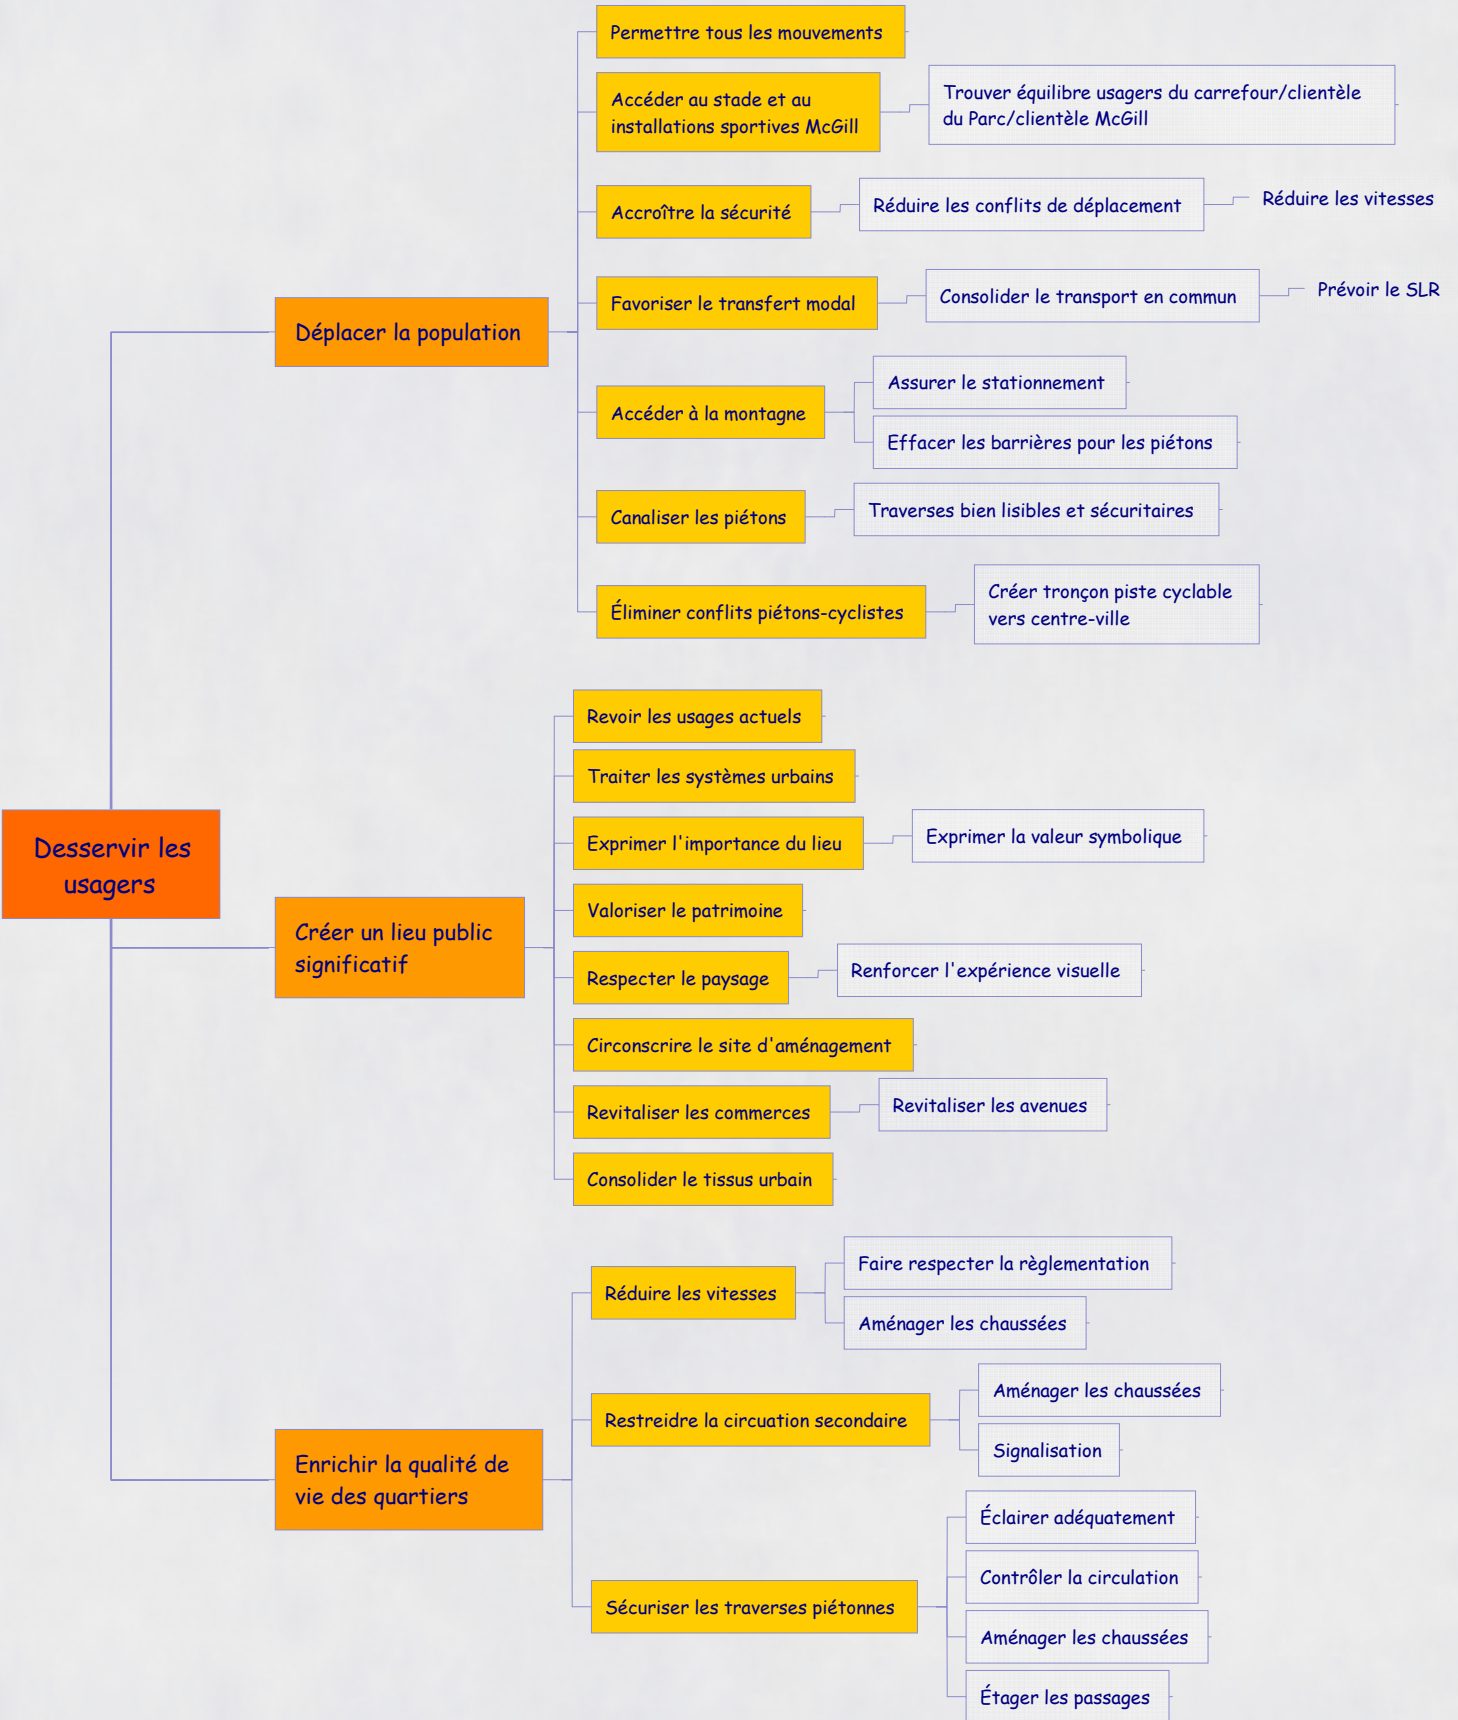 Desservir les
usagers
Déplacer la population
Permettre tous les mouvements
Accéder au stade et au
installations sportives McGill
Trouver équilibre usagers du carrefour/clientèle
du Parc/clientèle McGill
Accroître la sécurité
Réduire les conflits de déplacement
Réduire les vitesses
Favoriser le transfert modal
Consolider le transport en commun
Prévoir le SLR
Accéder à la montagne
Assurer le stationnement
Effacer les barrières pour les piétons
Canaliser les piétons
Traverses bien lisibles et sécuritaires
Éliminer conflits piétons-cyclistes
Créer tronçon piste cyclable
vers centre-ville
Créer un lieu public
significatif
Revoir les usages actuels
Traiter les systèmes urbains
Exprimer l'importance du lieu
Exprimer la valeur symbolique
Valoriser le patrimoine
Respecter le paysage
Renforcer l'expérience visuelle
Circonscrire le site d'aménagement
Revitaliser les commerces
Revitaliser les avenues
Consolider le tissus urbain
Enrichir la qualité de
vie des quartiers
Réduire les vitesses
Faire respecter la règlementation
Aménager les chaussées
Restreidre la circuation secondaire
Aménager les chaussées
Signalisation
Sécuriser les traverses piétonnes
Éclairer adéquatement
Contrôler la circulation
Aménager les chaussées
Étager les passages